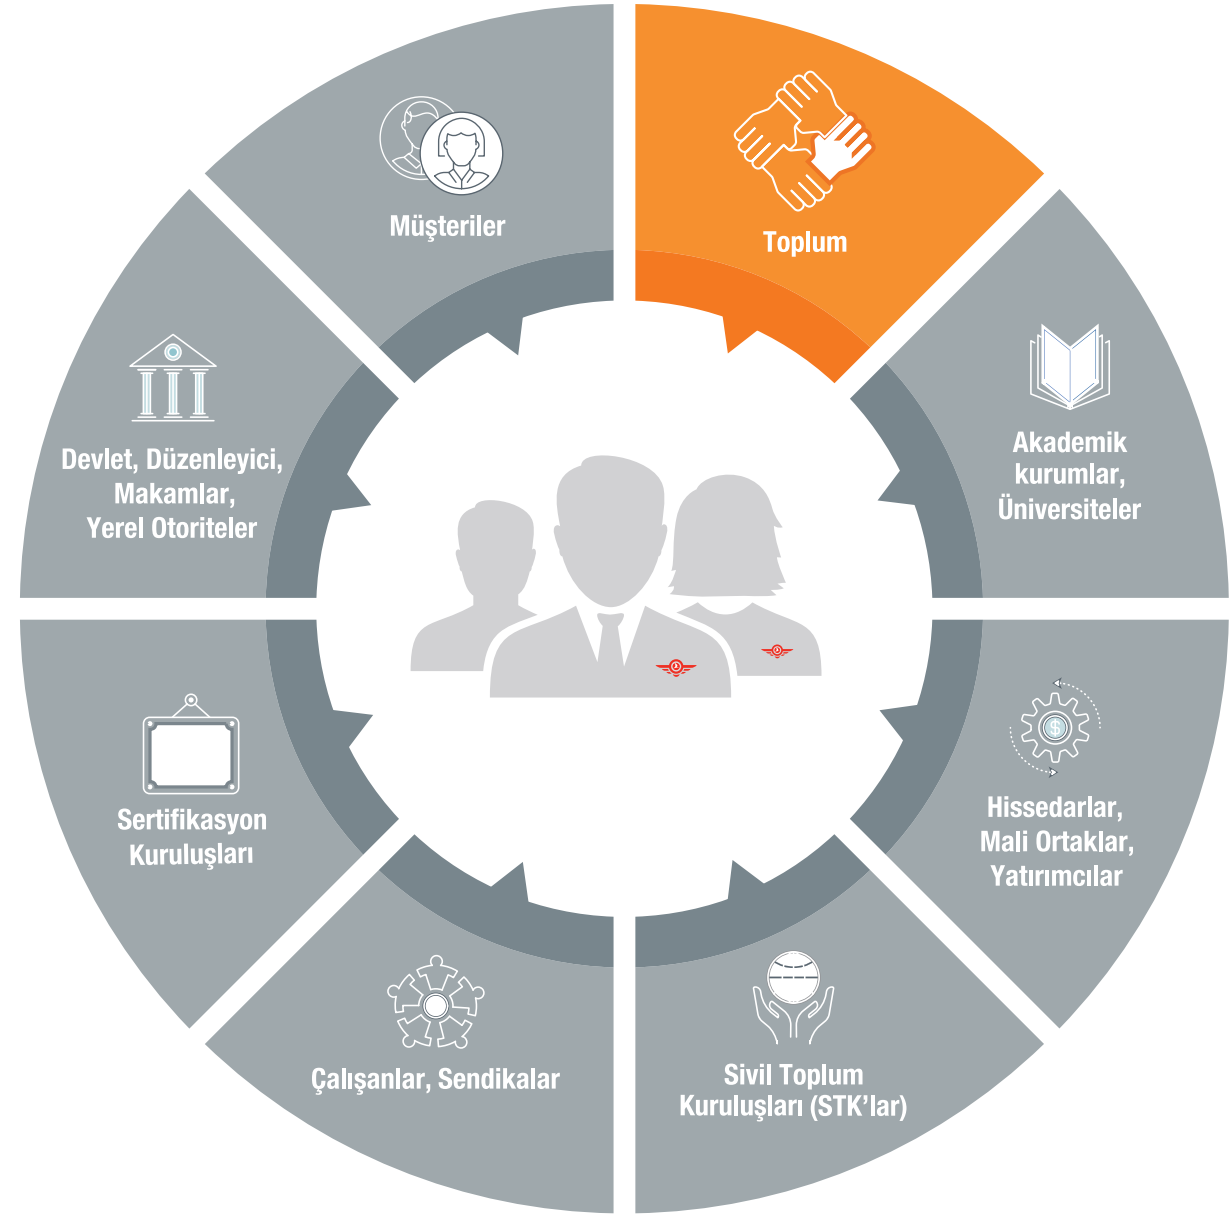 Müşteriler
Toplum
Akademik
kurumlar,
Üniversiteler
Hissedarlar,
Mali Ortaklar,
Yatırımcılar
Sivil Toplum
Kuruluşları (STK’lar)
Çalışanlar, Sendikalar
Sertifikasyon
Kuruluşları
Devlet, Düzenleyici,
Makamlar,
Yerel Otoriteler
$